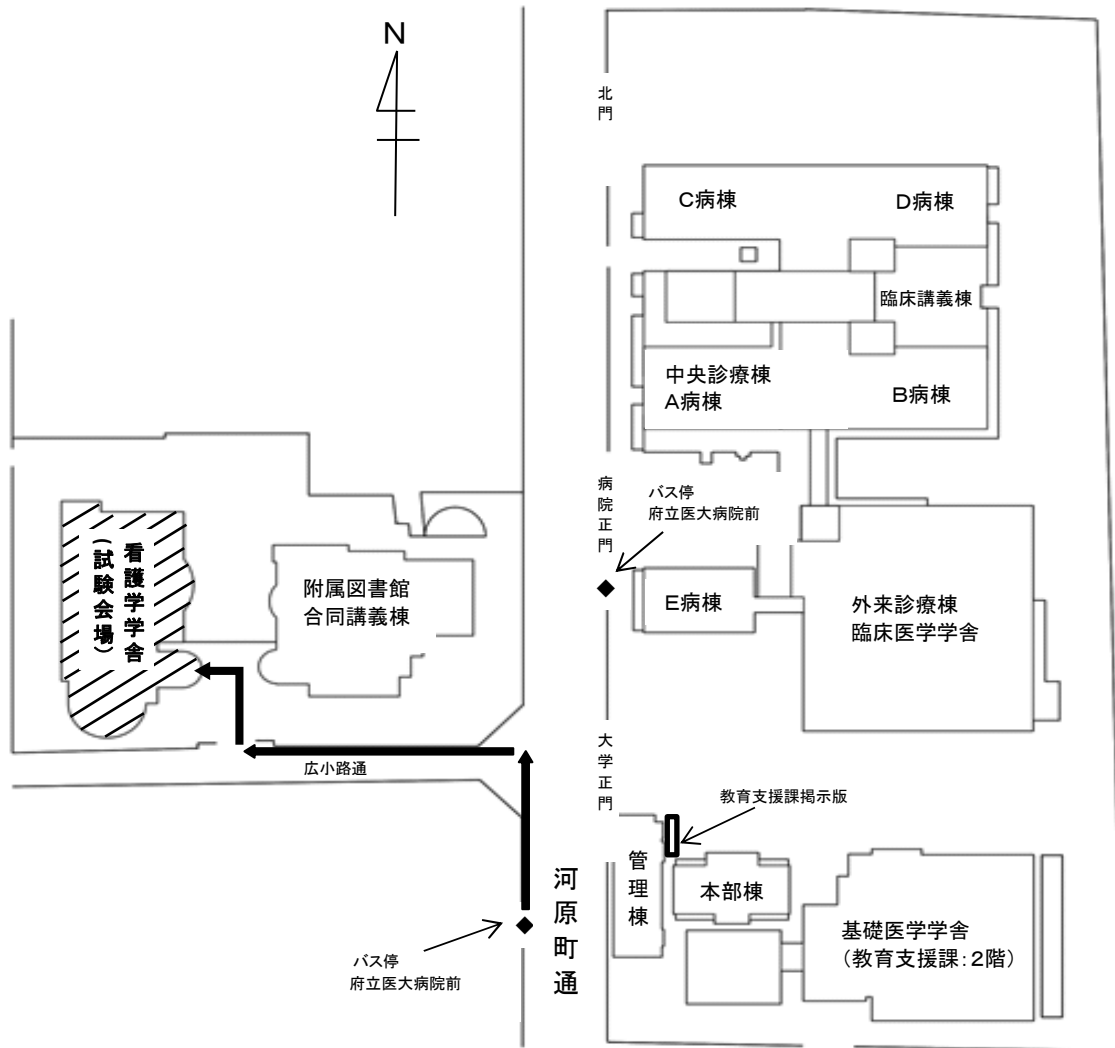 N
北門
C病棟
D病棟
臨床講義棟
中央診療棟
A病棟
B病棟
病院正門
バス停
府立医大病院前
看護学学舎
(試験会場)
附属図書館
合同講義棟
E病棟
外来診療棟
臨床医学学舎
大学正門
広小路通
教育支援課掲示版
管理棟
本部棟
河原町通
基礎医学学舎
(教育支援課:2階)
バス停
府立医大病院前